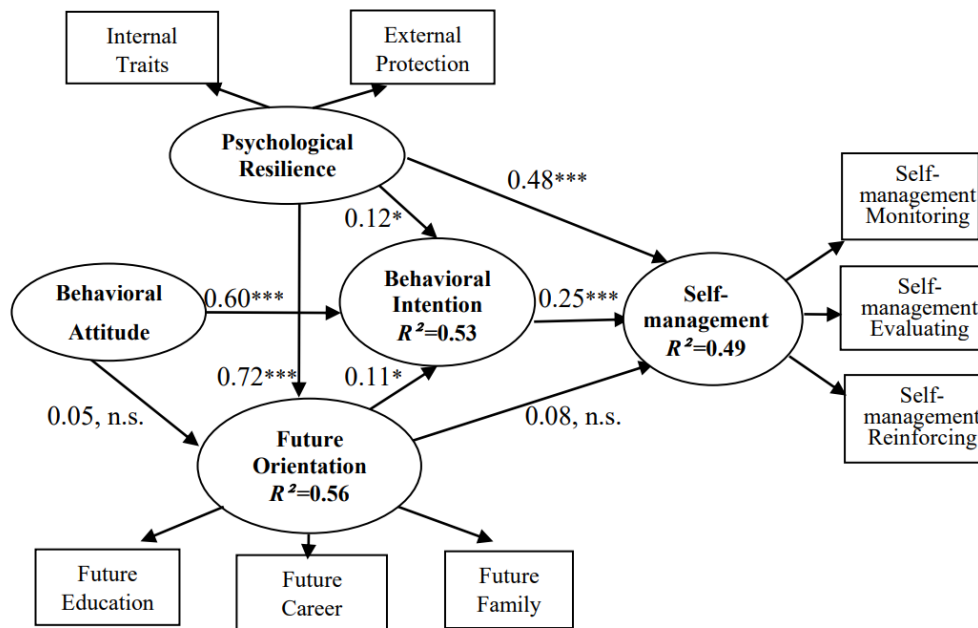 Internal
Traits
External
Protection
Psychological
Resilience
0.48***
Self-
management
Monitoring
0.12*
Behavioral
Attitude
0.60***
Behavioral
Intention
R²=0.53
0.25***
Self-
management
R²=0.49
Self-
management
Evaluating
0.72***
0.11*
0.05, n.s.
0.08, n.s.
Self-
management
Reinforcing
Future
Orientation
R²=0.56
Future
Education
Future
Career
Future
Family